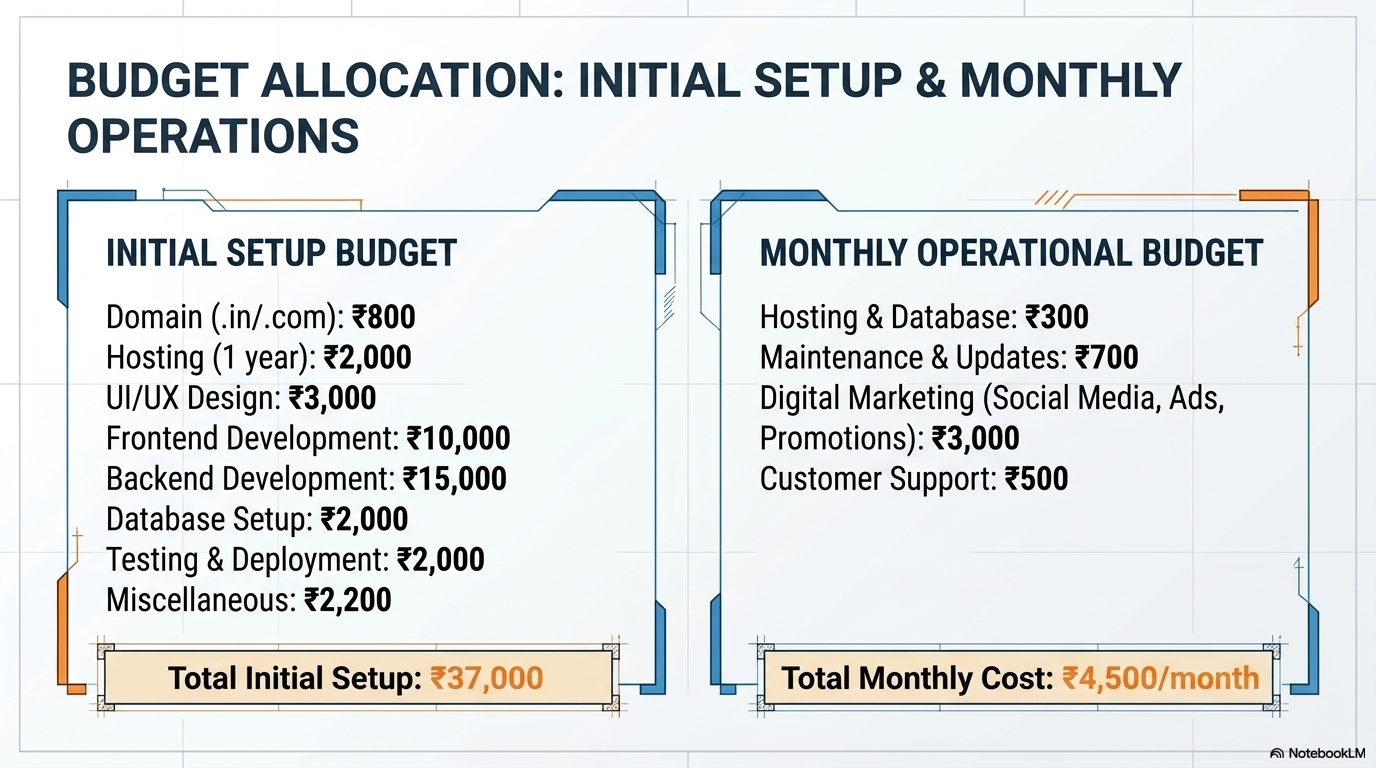 BUDGET ALLOCATION: INITIAL SETUP & MONTHLY
OPERATIONS
INITIAL SETUP BUDGET
Domain (.in/.com): ₹800
Hosting (1 year): ₹2,000
UI/UX Design: ₹3,000
Frontend Development: ₹10,000
Backend Development: ₹15,000
Database Setup: ₹2,000
Testing & Deployment: ₹2,000
Miscellaneous: ₹2,200
Total Initial Setup: ₹37,000
MONTHLY OPERATIONAL BUDGET
Hosting & Database: ₹300
Maintenance & Updates: ₹700
Digital Marketing (Social Media, Ads,
Promotions): ₹3,000
Customer Support: ₹500
Total Monthly Cost: ₹4,500/month
NotebookLM